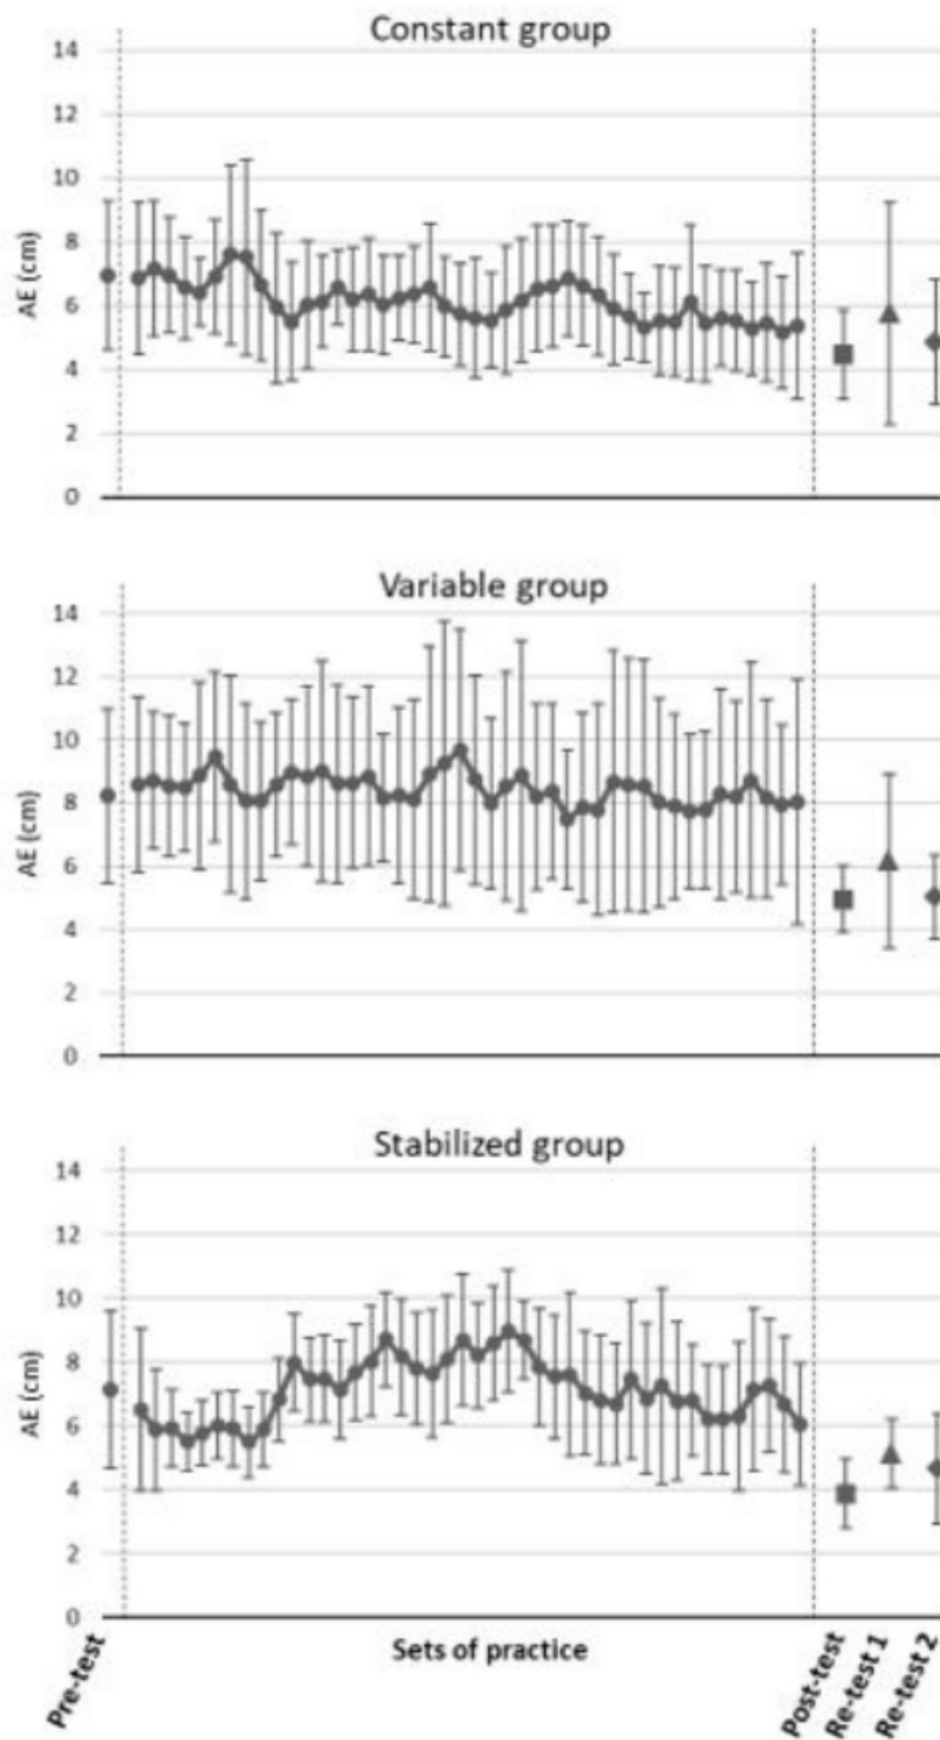 Constant group
14
12
10
8
6
4
2
0
AE (cm)
Variable group
14
12
10
8
6
4
2
0
AE (cm)
Stabilized group
14
12
10
8
6
4
2
0
AE (cm)
Pre-test
Sets of practice
Post-test
Re-test 1
Re-test 2